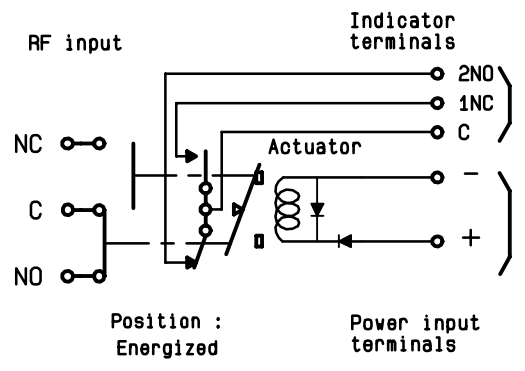 RF input
Indicator
terminals
2NO
1NC
C
NC
Actuator
−
C
+
NO
Position :
Energized
Power input
terminals